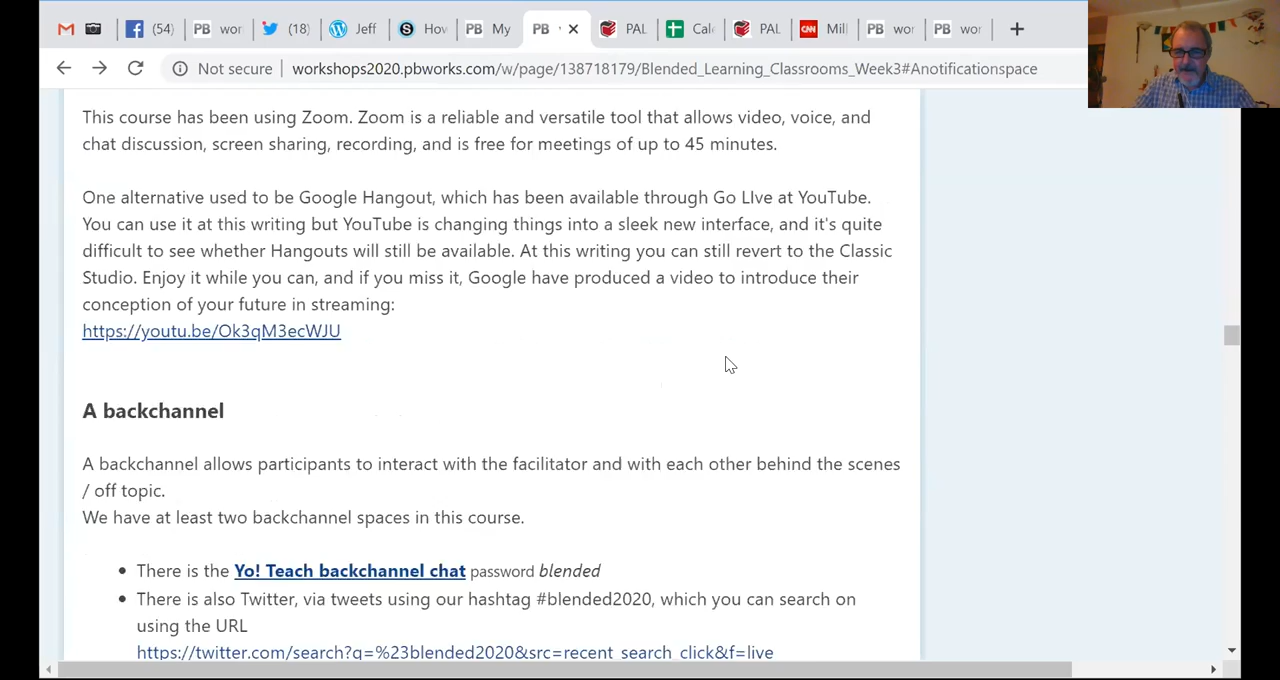 (54)
wor
(18)
Jeff
Hov
My
PAL
Cal
PAL
Mill
wor
wor
Not secure
workshops2020.pbworks.com/w/page/138718179/Blended_Learning_Classrooms_Week3#Anotificationspace
This course has been using Zoom. Zoom is a reliable and versatile tool that allows video, voice, and
chat discussion, screen sharing, recording, and is free for meetings of up to 45 minutes.
One alternative used to be Google Hangout, which has been available through Go LIve at YouTube.
You can use it at this writing but YouTube is changing things into a sleek new interface, and it's quite
difficult to see whether Hangouts will still be available. At this writing you can still revert to the Classic
Studio. Enjoy it while you can, and if you miss it, Google have produced a video to introduce their
conception of your future in streaming:
https://youtu.be/Ok3qM3ecWJU
A backchannel
A backchannel allows participants to interact with the facilitator and with each other behind the scenes
/ off topic.
We have at least two backchannel spaces in this course.
• There is the Yo! Teach backchannel chat password blended
• There is also Twitter, via tweets using our hashtag #blended2020, which you can search on
using the URL
https://twitter.com/search?q=%23blended2020&src=recent_search_click&f=live